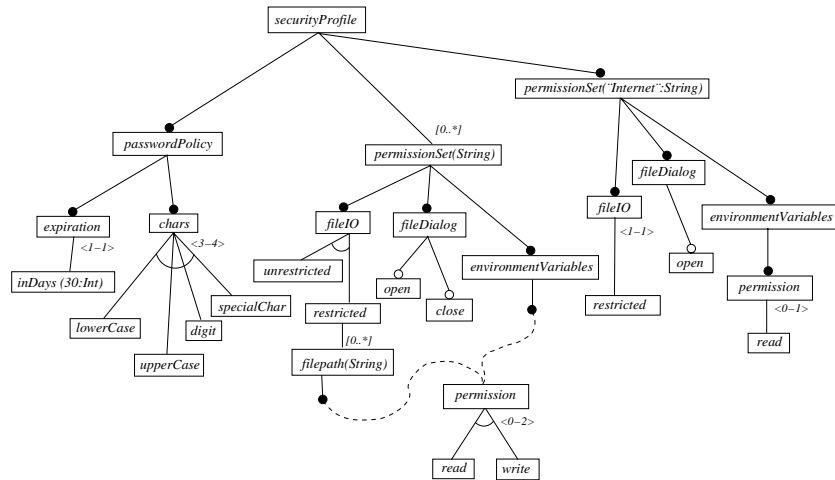 securityProfile
permissionSet("Internet":String)
[0..*]
passwordPolicy
permissionSet(String)
fileDialog
expiration
chars
fileIO
fileDialog
fileIO
environmentVariables
<1-1>
<3-4>
<1-1>
inDays (30:Int)
unrestricted
environmentVariables
open
open
permission
specialChar
close
restricted
lowerCase
digit
restricted
<0-1>
read
[0..*]
upperCase
filepath(String)
permission
<0-2>
read
write